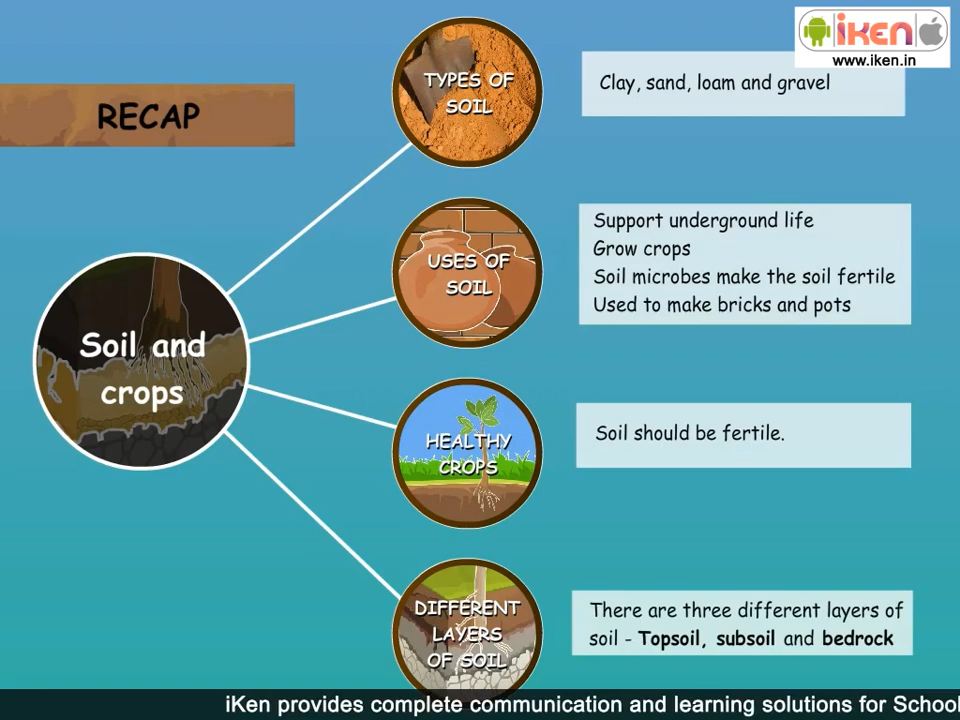 iken
www.iken.in
RECAP
TYPES OF
SOIL
Clay, sand, loam and gravel
USES OF
SOIL
Support underground life
Grow crops
Soil microbes make the soil fertile
Used to make bricks and pots
Soil and
crops
HEALTHY
CROPS
Soil should be fertile.
DIFFERENT
LAYERS
OF SOIL
There are three different layers of
soil - Topsoil, subsoil and bedrock
iKen provides complete communication and learning solutions for School